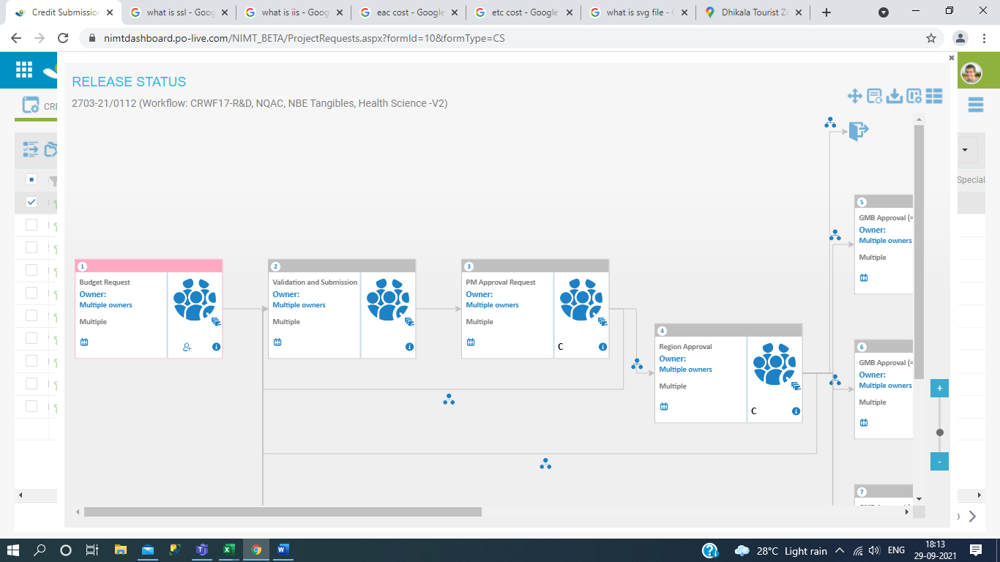 Credit Submission
what is ssl - Goog
what is iis - Goog
eac cost - Google
etc cost - Google
what is svg file - G
Dhikala Tourist Zo
nimtdashboard.po-live.com/NIMT_BETA/ProjectRequests.aspx?formId=10&formType=CS
RELEASE STATUS
2703-21/0112 (Workflow: CRWF17-R&D, NQAC, NBE Tangibles, Health Science -V2)
CRE
Special
1
Budget Request
Owner:
Multiple owners
Multiple
2
Validation and Submission
Owner:
Multiple owners
Multiple
3
PM Approval Request
Owner:
Multiple owners
Multiple
C
4
Region Approval
Owner:
Multiple owners
Multiple
C
5
GMB Approval (=
Owner:
Multiple owners
Multiple
6
GMB Approval (=
Owner:
Multiple owners
Multiple
7
+
-
28°C Light rain
ENG
18:13
29-09-2021